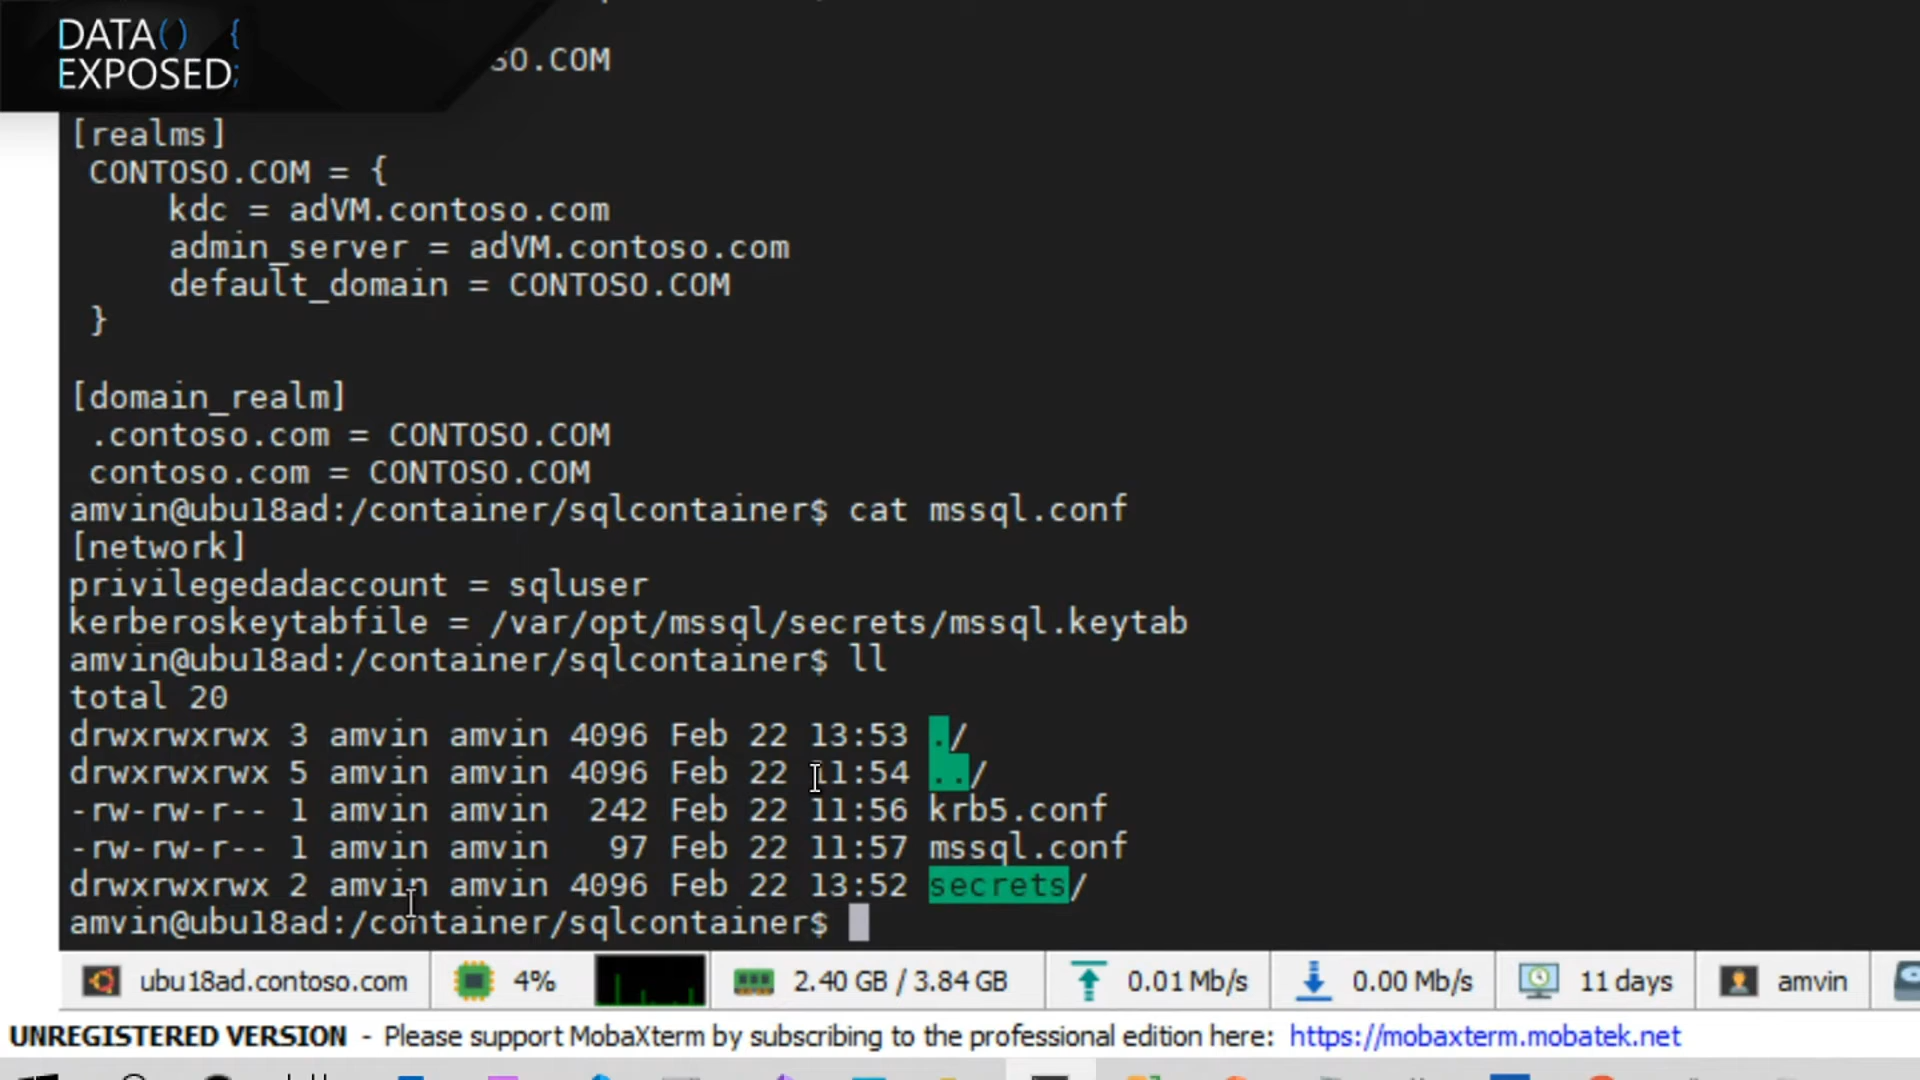 DATA() {
EXPOSED;
SO.COM
[realms]
CONTOSO.COM = {
kdc = adVM.contoso.com
admin_server = adVM.contoso.com
default_domain = CONTOSO.COM
}
[domain_realm]
.contoso.com = CONTOSO.COM
contoso.com = CONTOSO.COM
amvin@ubu18ad:/container/sqlcontainer$ cat mssql.conf
[network]
privilegedadaccount = sqluser
kerberoskeytabfile = /var/opt/mssql/secrets/mssql.keytab
amvin@ubu18ad:/container/sqlcontainer$ ll
total 20
drwxrwxrwx 3 amvin amvin 4096 Feb 22 13:53 ./
drwxrwxrwx 5 amvin amvin 4096 Feb 22 11:54 ../
-rw-rw-r-- 1 amvin amvin 242 Feb 22 11:56 krb5.conf
-rw-rw-r-- 1 amvin amvin 97 Feb 22 11:57 mssql.conf
drwxrwxrwx 2 amvin amvin 4096 Feb 22 13:52 secrets/
amvin@ubu18ad:/container/sqlcontainer$
ubu18ad.contoso.com 4% 2.40 GB / 3.84 GB 0.01 Mb/s 0.00 Mb/s 11 days amvin
UNREGISTERED VERSION - Please support MobaXterm by subscribing to the professional edition here: https://mobaxterm.mobatek.net